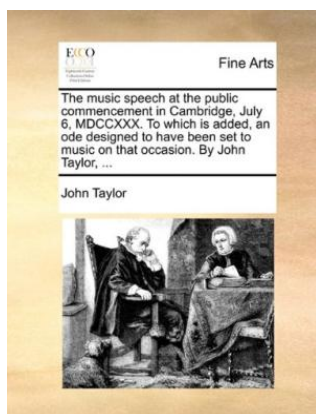 ECCO
Fine Arts
The music speech at the public
commencement in Cambridge, July
6, MDCCXXX. To which is added, an
ode designed to have been set to
music on that occasion. By John
Taylor, ...
John Taylor